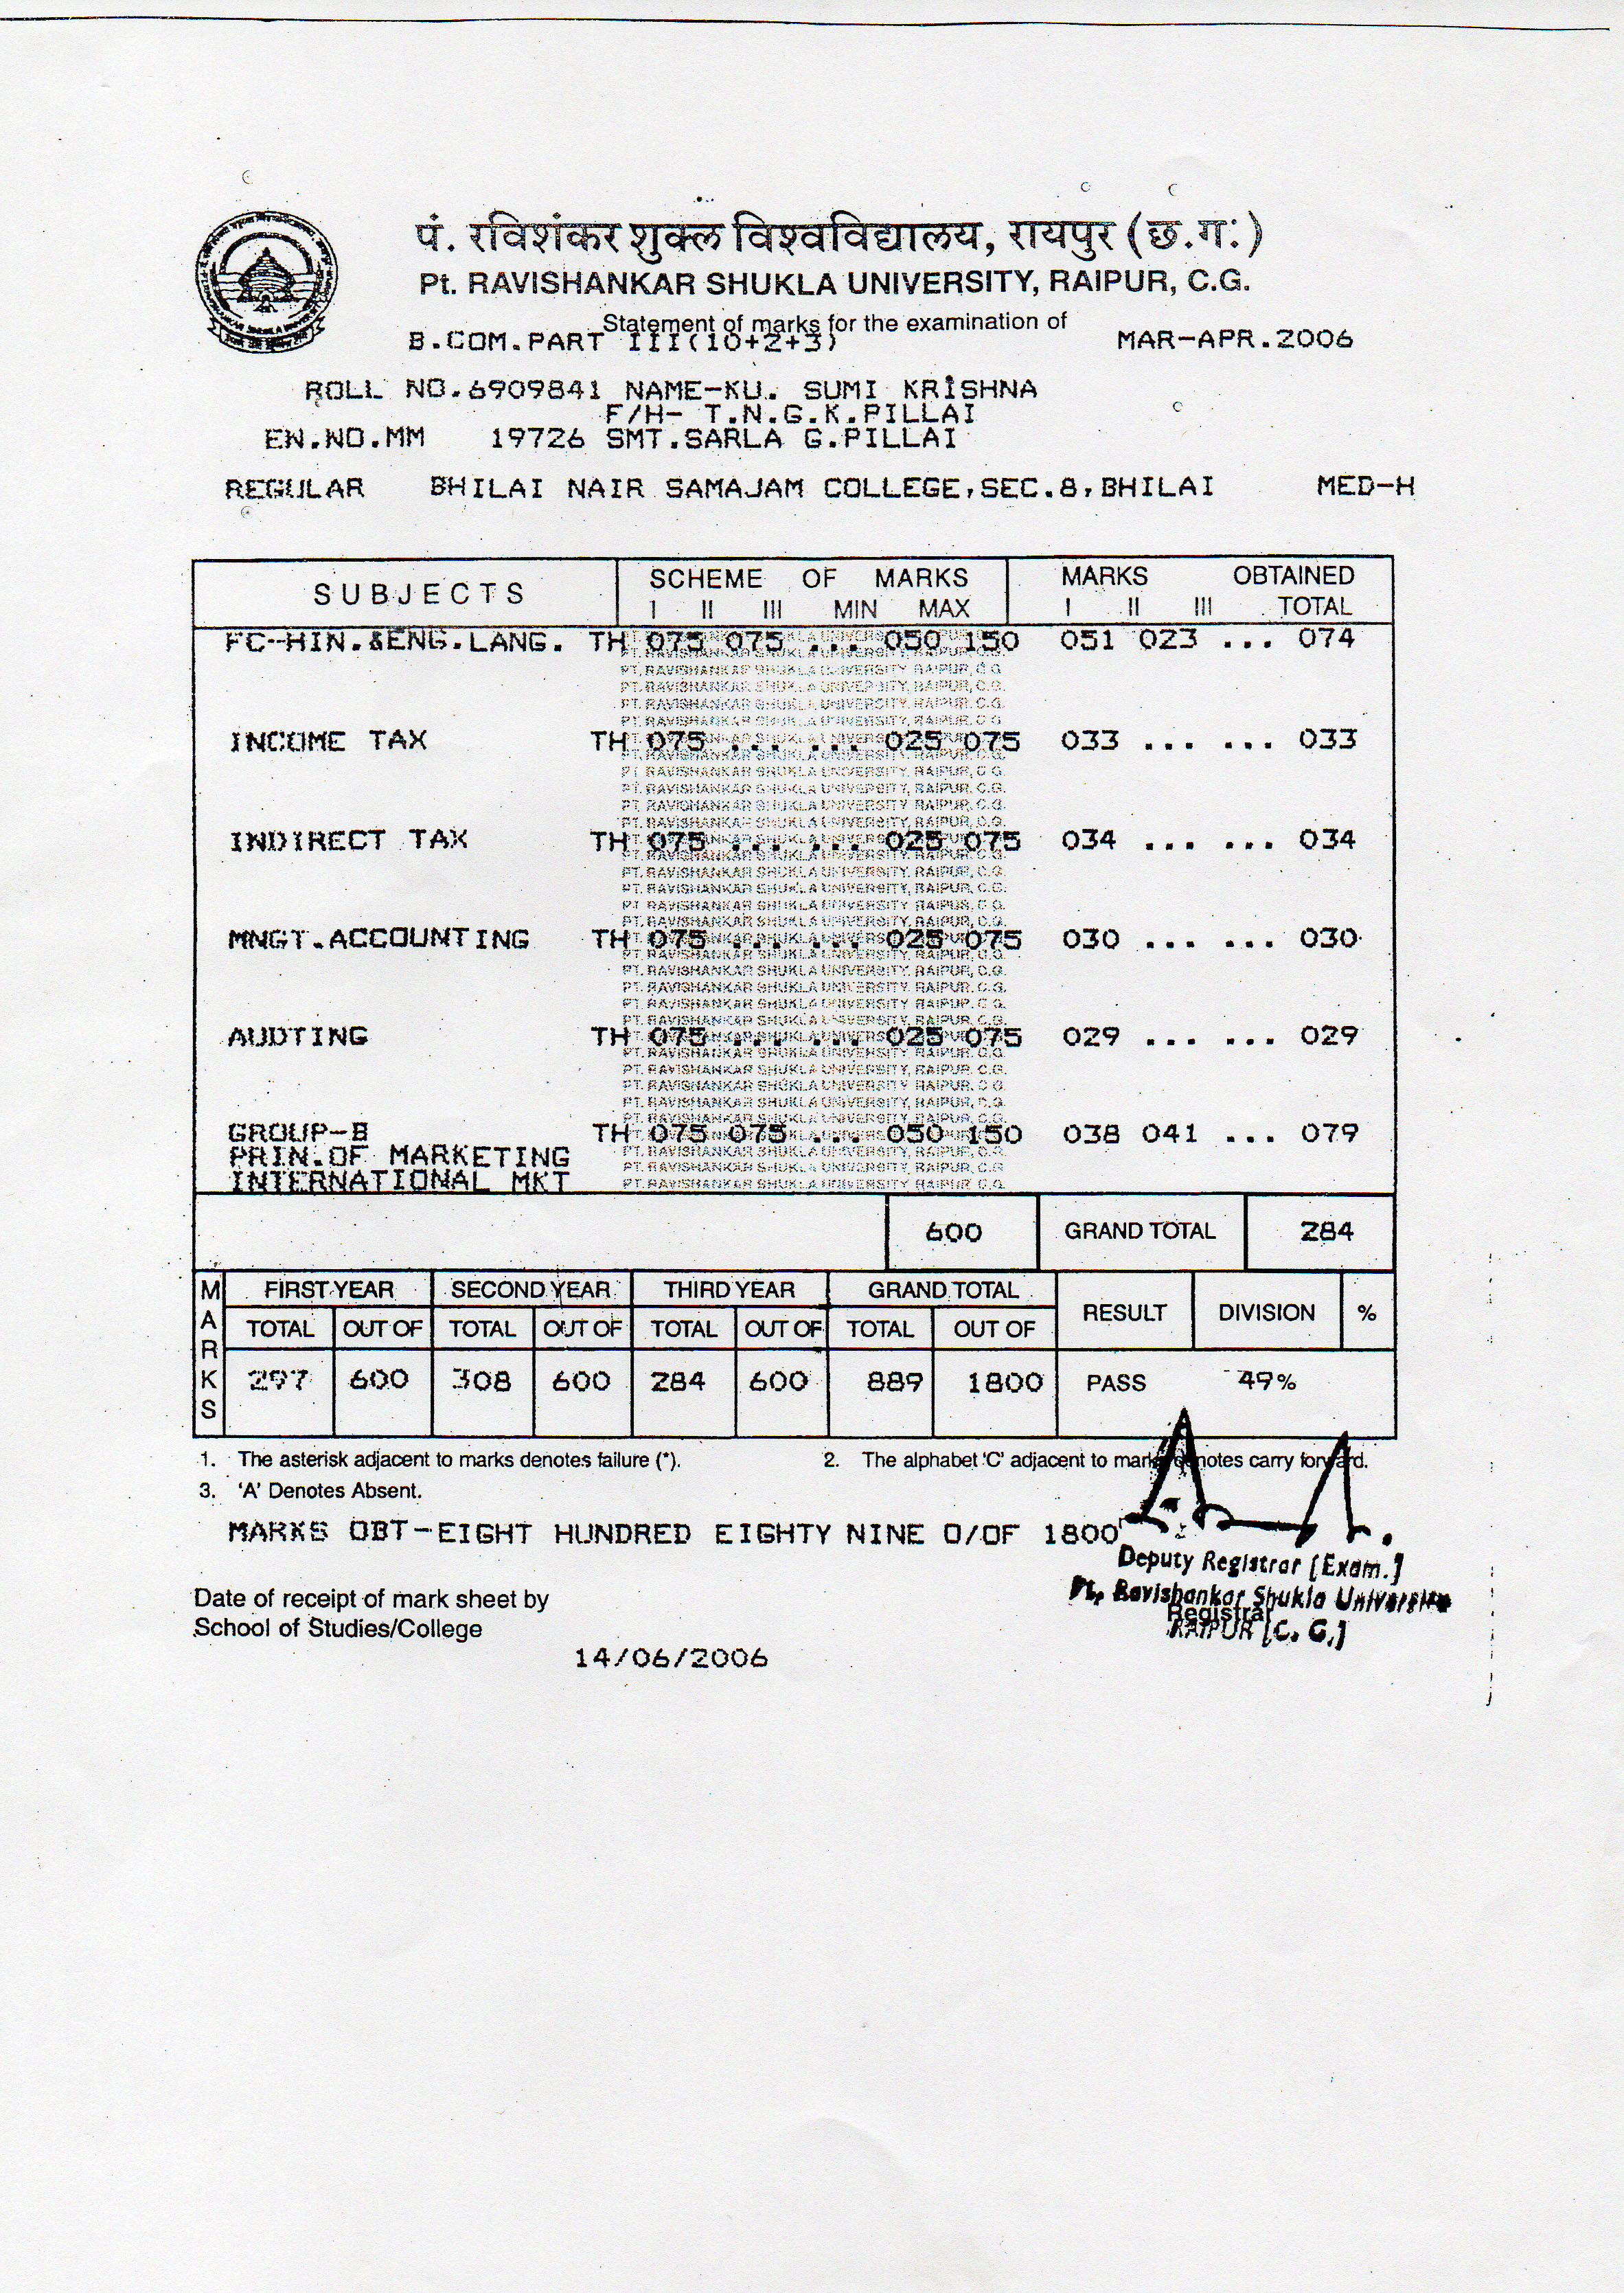 पं. रविशंकर शुक्ल विश्वविद्यालय, रायपुर (छ.ग.)
Pt. RAVISHANKAR SHUKLA UNIVERSITY, RAIPUR, C.G.
Statement of marks for the examination of
B.COM.PART III(10+2+3) MAR-APR.2006
ROLL NO.6909841 NAME-KU. SUMI KRISHNA
F/H- T.N.G.K.PILLAI
EN.NO.MM 19726 SMT.SARLA G.PILLAI
REGULAR BHILAI NAIR SAMAJAM COLLEGE,SEC.8,BHILAI MED-H
SUBJECTS SCHEME OF MARKS MARKS OBTAINED
I II III MIN MAX I II III TOTAL
FC-HIN.&ENG.LANG. TH 075 075 ... 050 150 051 023 ... 074
INCOME TAX TH 075 ... ... 025 075 033 ... ... 033
INDIRECT TAX TH 075 ... ... 025 075 034 ... ... 034
MNGT.ACCOUNTING TH 075 ... ... 025 075 030 ... ... 030
AUDTING TH 075 ... ... 025 075 029 ... ... 029
GROUP-B TH 075 075 ... 050 150 038 041 ... 079
PRIN.OF MARKETING
INTERNATIONAL MKT
600 GRAND TOTAL 284
MARKS FIRST YEAR SECOND YEAR THIRD YEAR GRAND TOTAL RESULT DIVISION %
TOTAL OUT OF TOTAL OUT OF TOTAL OUT OF TOTAL OUT OF
297 600 308 600 284 600 889 1800 PASS 49%
1. The asterisk adjacent to marks denotes failure (*). 2. The alphabet 'C' adjacent to marks denotes carry forward.
3. 'A' Denotes Absent.
MARKS OBT-EIGHT HUNDRED EIGHTY NINE O/OF 1800
Deputy Registrar [Exam.]
Pt. Ravishankar Shukla University
Registrar
RAIPUR [C. G.]
Date of receipt of mark sheet by
School of Studies/College
14/06/2006